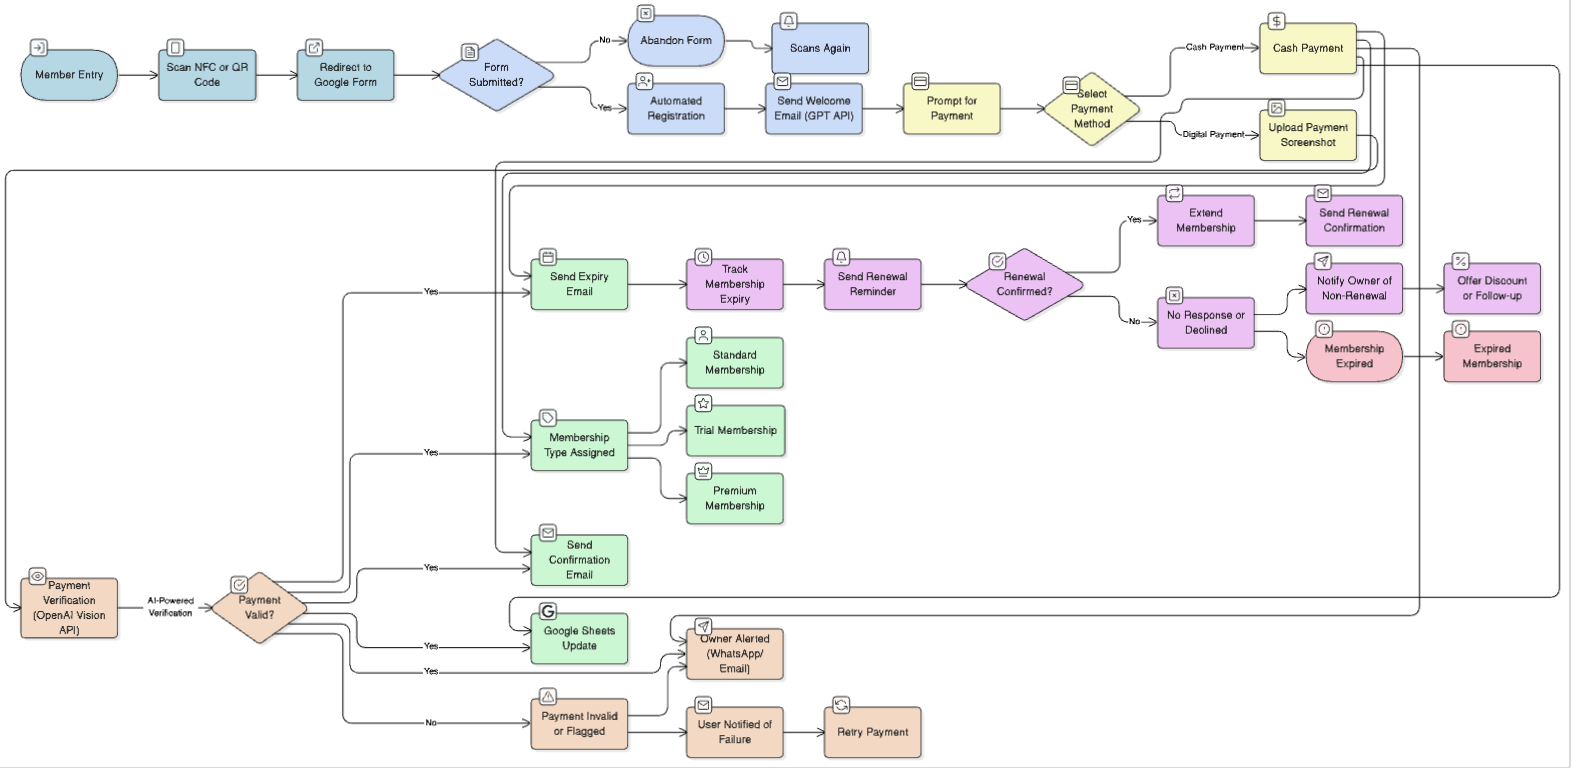 Member Entry
Scan NFC or QR
Code
Redirect to
Google Form
Form
Submitted?
No
Abandon Form
Scans Again
Yes
Automated
Registration
Send Welcome
Email (GPT API)
Prompt for
Payment
Select
Payment
Method
Cash Payment
Cash Payment
Digital Payment
Upload Payment
Screenshot
Yes
Extend
Membership
Send Renewal
Confirmation
Yes
Send Expiry
Email
Track
Membership
Expiry
Send Renewal
Reminder
Renewal
Confirmed?
No
No Response or
Declined
Notify Owner of
Non-Renewal
Offer Discount
or Follow-up
Membership
Expired
Expired
Membership
Standard
Membership
Trial Membership
Yes
Membership
Type Assigned
Premium
Membership
Yes
Send
Confirmation
Email
Payment
Verification
(OpenAI Vision
API)
AI-Powered
Verification
Payment
Valid?
Yes
G
Google Sheets
Update
Yes
Owner Alerted
(WhatsApp/
Email)
No
Payment Invalid
or Flagged
User Notified of
Failure
Retry Payment